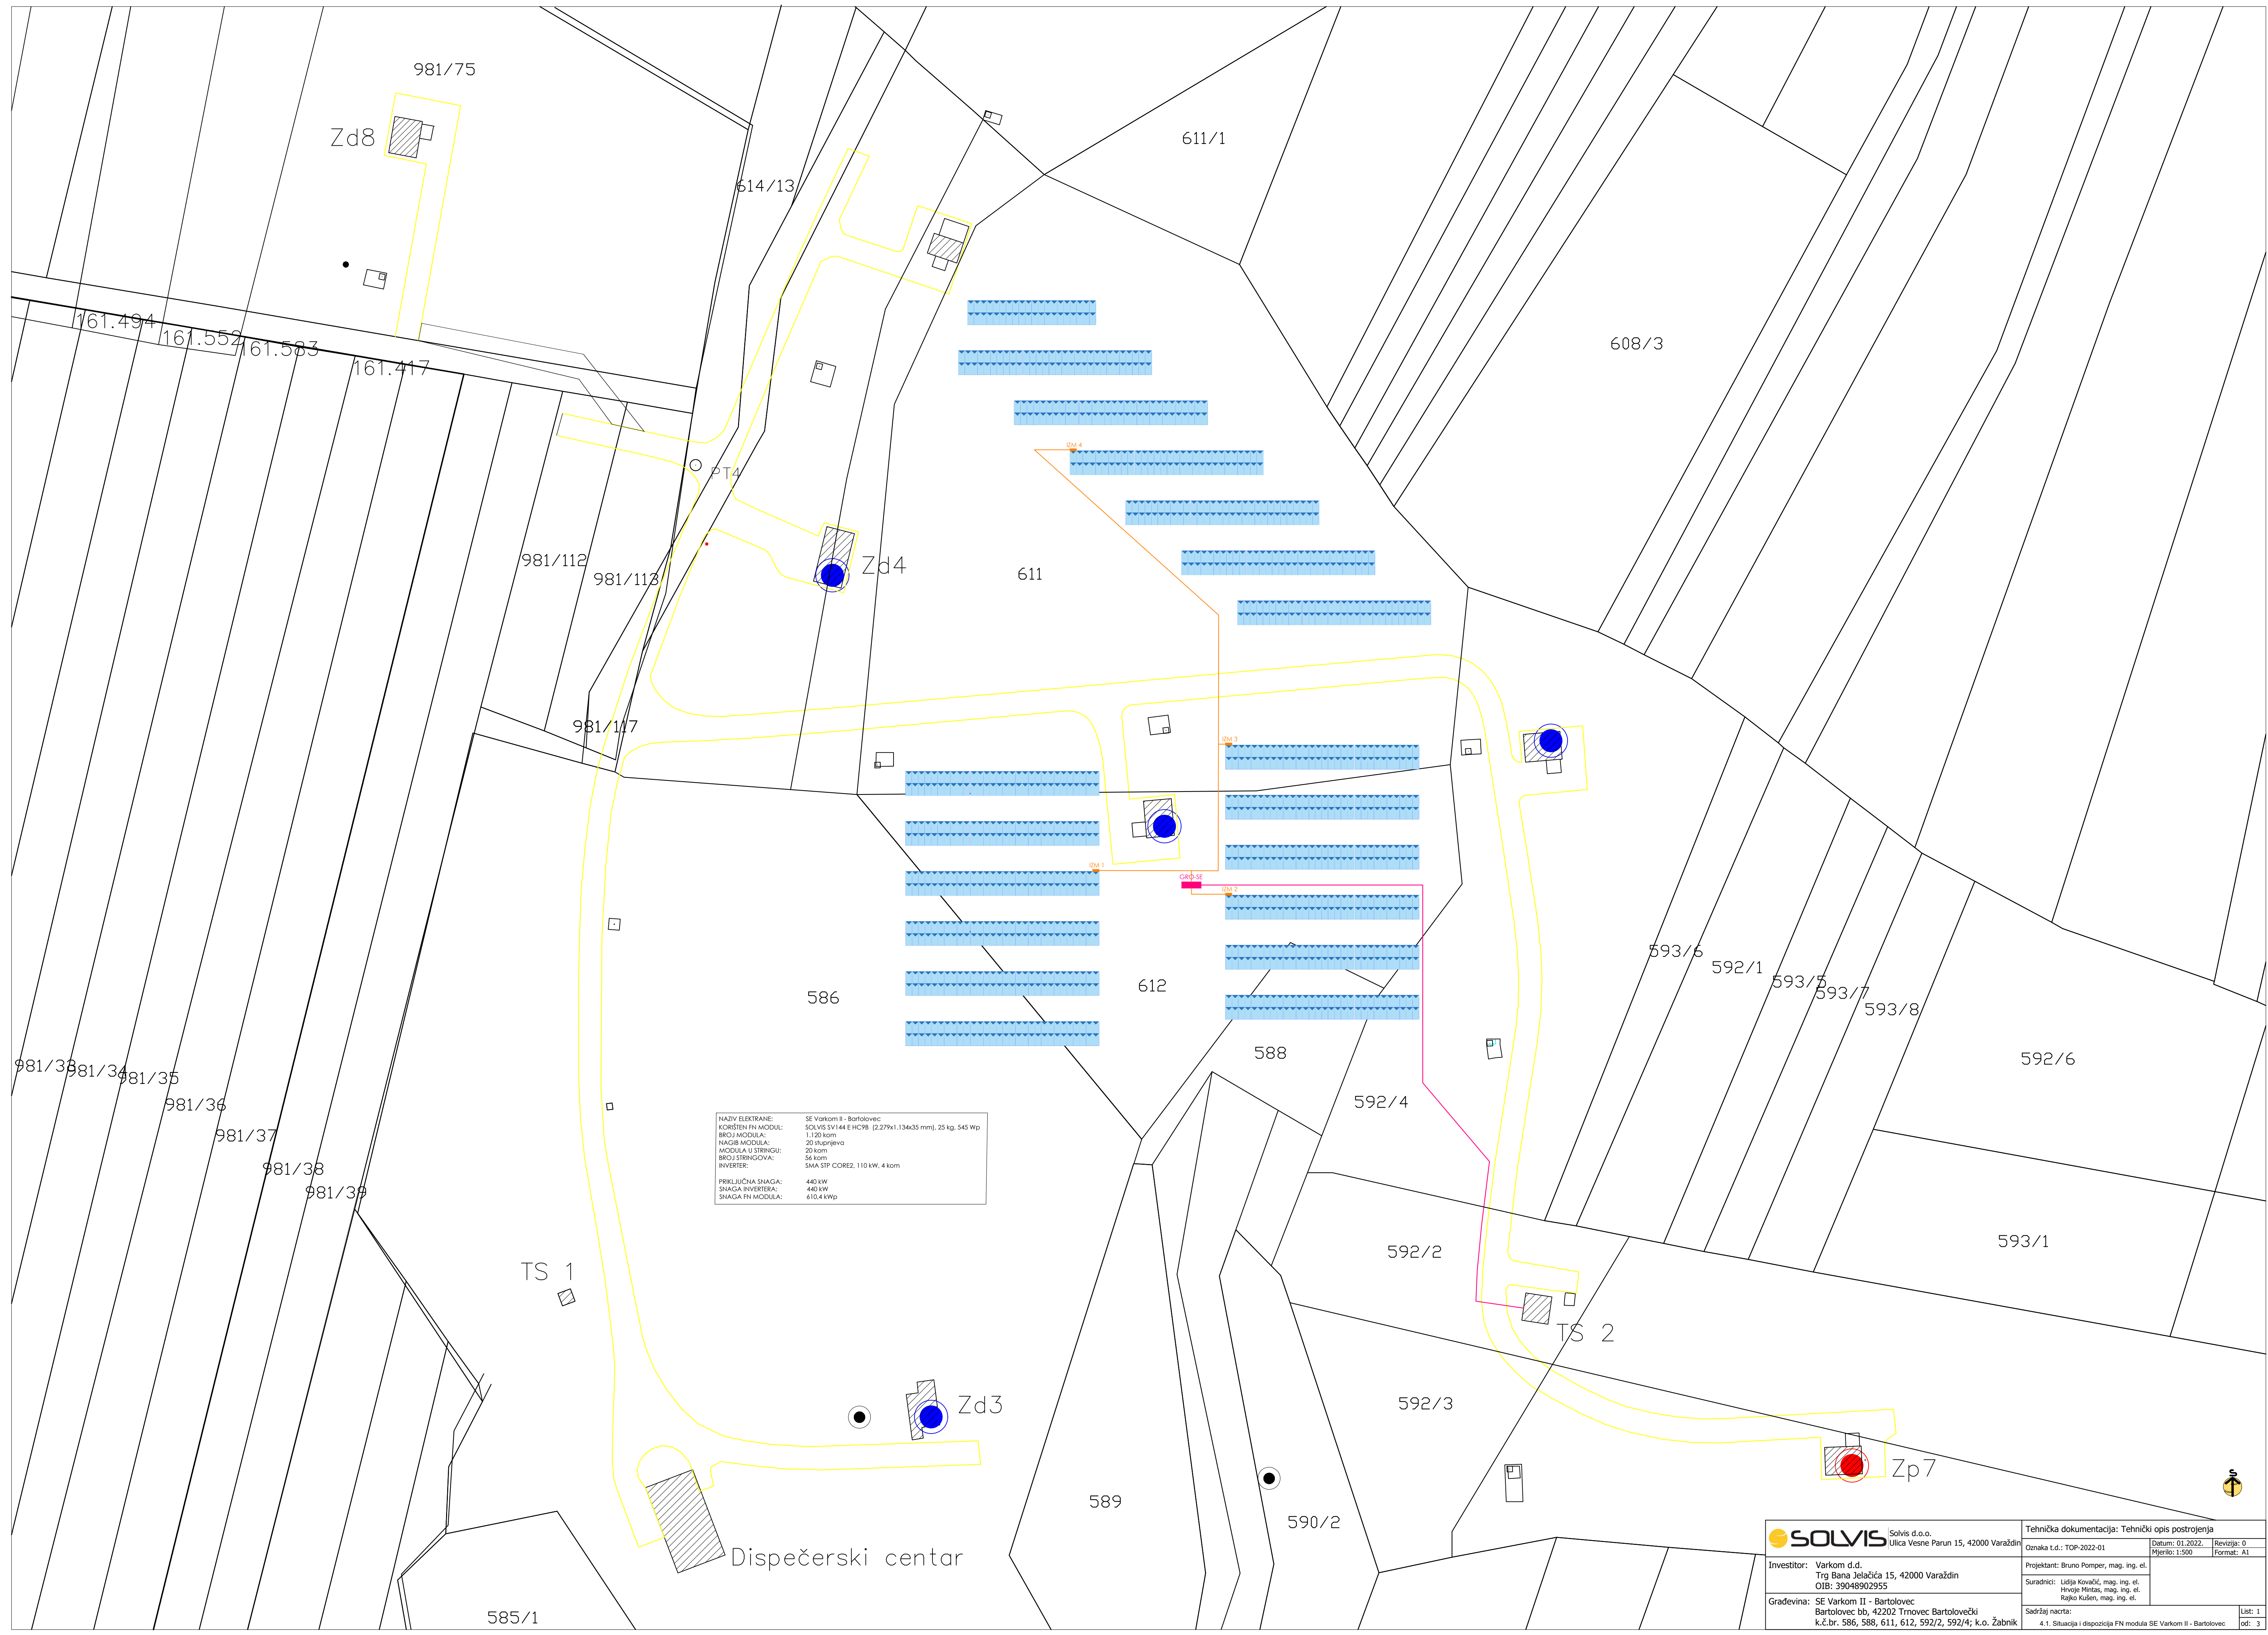 981/75
Zd8
614/13
611/1
161.494
161.552
161.583
161.417
608/3
IZM 4
PT4
981/112
981/113
Zd4
611
981/117
IZM 3
IZM 1
GRO-SE
IZM 2
593/6
592/1
593/5
593/7
593/8
586
612
588
592/6
981/33
981/34
981/35
981/36
981/37
981/38
981/39
592/4
NAZIV ELEKTRANE: SE Varkom II - Bartolovec
KORIŠTEN FN MODUL: SOLVIS SV144 E HC9B (2.279x1.134x35 mm), 25 kg, 545 Wp
BROJ MODULA: 1.120 kom
NAGIB MODULA: 20 stupnjeva
MODULA U STRINGU: 20 kom
BROJ STRINGOVA: 56 kom
INVERTER: SMA STP CORE2, 110 kW, 4 kom
PRIKLJUČNA SNAGA: 440 kW
SNAGA INVERTERA: 440 kW
SNAGA FN MODULA: 610,4 kWp
592/2
593/1
TS 1
TS 2
592/3
Zd3
Zp7
589
590/2
Dispečerski centar
585/1
S
SOLVIS
Solvis d.o.o.
Ulica Vesne Parun 15, 42000 Varaždin
Investitor: Varkom d.d.
Trg Bana Jelačića 15, 42000 Varaždin
OIB: 39048902955
Građevina: SE Varkom II - Bartolovec
Bartolovec bb, 42202 Trnovec Bartolovečki
k.č.br. 586, 588, 611, 612, 592/2, 592/4; k.o. Žabnik
Tehnička dokumentacija: Tehnički opis postrojenja
Oznaka t.d.: TOP-2022-01
Datum: 01.2022.
Revizija: 0
Mjerilo: 1:500
Format: A1
Projektant: Bruno Pomper, mag. ing. el.
Suradnici: Lidija Kovačić, mag. ing. el.
Hrvoje Mintas, mag. ing. el.
Rajko Kušen, mag. ing. el.
Sadržaj nacrta:
4.1. Situacija i dispozicija FN modula SE Varkom II - Bartolovec
List: 1
od: 3